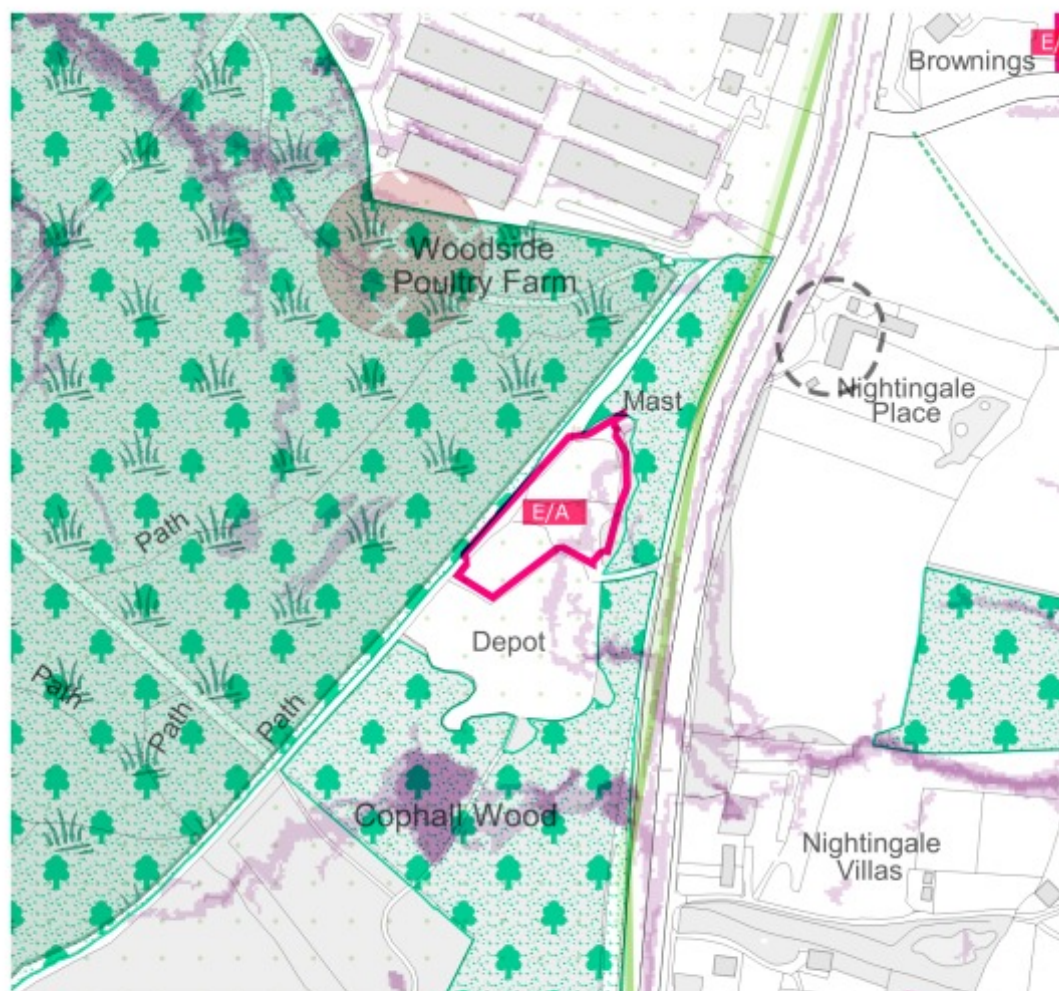 Brownings
E/
Woodside
Poultry Farm
Nightingale
Place
Mast
E/A
Path
Depot
Path
Path
Path
Cophall Wood
Nightingale
Villas